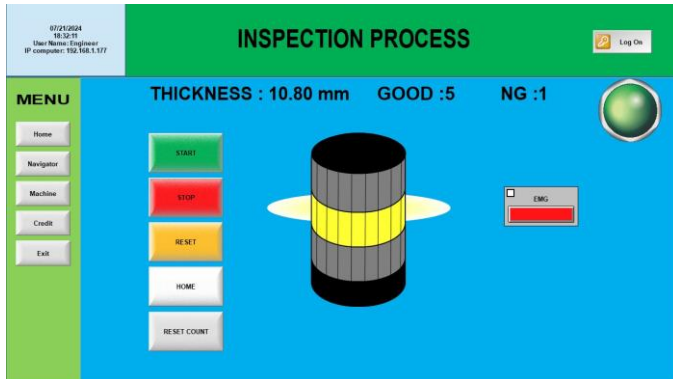 07/21/2024
18:32:11
User Name: Engineer
IP computer: 192.168.1.177
INSPECTION PROCESS
Log On
MENU
THICKNESS : 10.80 mm GOOD :5 NG :1
Home
Navigator
Machine
Credit
Exit
START
STOP
RESET
HOME
RESET COUNT
EMG